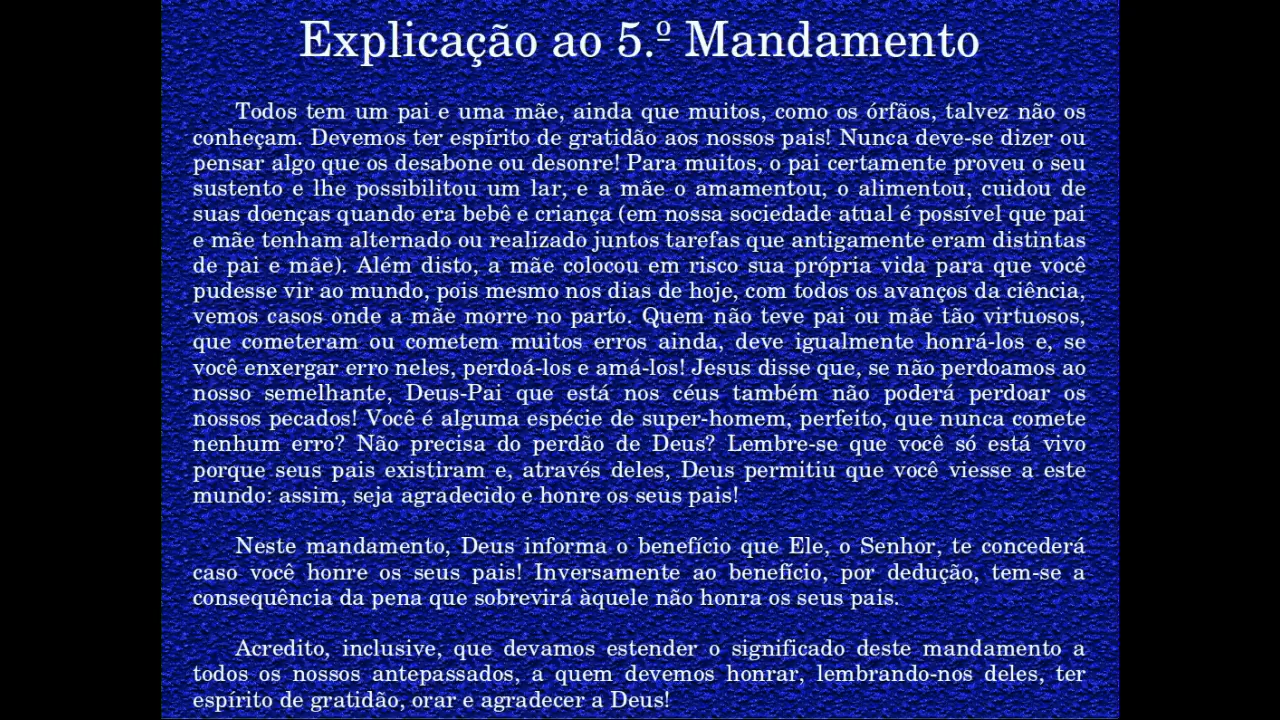 Explicação ao 5.º Mandamento
Todos tem um pai e uma mãe, ainda que muitos, como os órfãos, talvez não os
conheçam. Devemos ter espírito de gratidão aos nossos pais! Nunca deve-se dizer ou
pensar algo que os desabone ou desonre! Para muitos, o pai certamente proveu o seu
sustento e lhe possibilitou um lar, e a mãe o amamentou, o alimentou, cuidou de
suas doenças quando era bebê e criança (em nossa sociedade atual é possível que pai
e mãe tenham alternado ou realizado juntos tarefas que antigamente eram distintas
de pai e mãe). Além disto, a mãe colocou em risco sua própria vida para que você
pudesse vir ao mundo, pois mesmo nos dias de hoje, com todos os avanços da ciência,
vemos casos onde a mãe morre no parto. Quem não teve pai ou mãe tão virtuosos,
que cometeram ou cometem muitos erros ainda, deve igualmente honrá-los e, se
você enxergar erro neles, perdoá-los e amá-los! Jesus disse que, se não perdoamos ao
nosso semelhante, Deus-Pai que está nos céus também não poderá perdoar os
nossos pecados! Você é alguma espécie de super-homem, perfeito, que nunca comete
nenhum erro? Não precisa do perdão de Deus? Lembre-se que você só está vivo
porque seus pais existiram e, através deles, Deus permitiu que você viesse a este
mundo: assim, seja agradecido e honre os seus pais!
Neste mandamento, Deus informa o benefício que Ele, o Senhor, te concederá
caso você honre os seus pais! Inversamente ao benefício, por dedução, tem-se a
consequência da pena que sobrevirá àquele não honra os seus pais.
Acredito, inclusive, que devamos estender o significado deste mandamento a
todos os nossos antepassados, a quem devemos honrar, lembrando-nos deles, ter
espírito de gratidão, orar e agradecer a Deus!